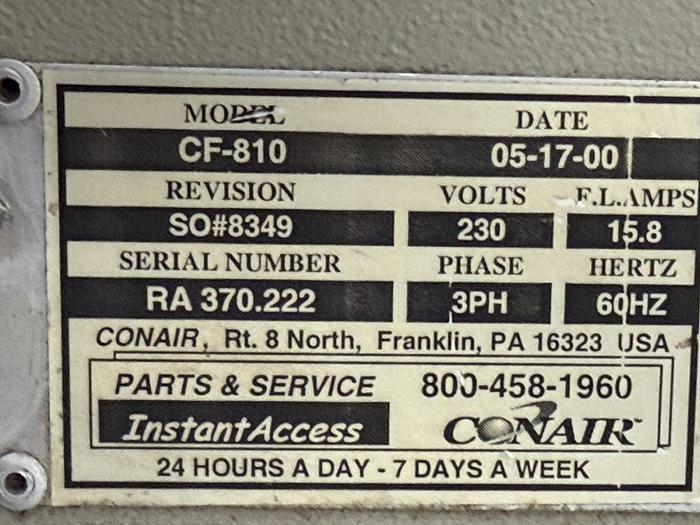 MODEL DATE
CF-810 05-17-00
REVISION VOLTS F.L.AMPS
SO#8349 230 15.8
SERIAL NUMBER PHASE HERTZ
RA 370.222 3PH 60HZ
CONAIR, Rt. 8 North, Franklin, PA 16323 USA
PARTS & SERVICE 800-458-1960
InstantAccess CONAIR™
24 HOURS A DAY - 7 DAYS A WEEK